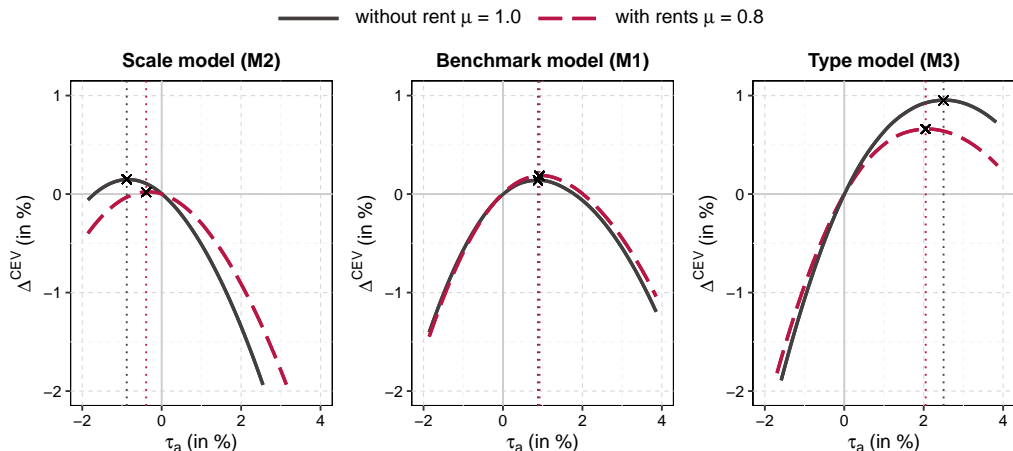 without rent μ = 1.0 with rents μ = 0.8
Scale model (M2)
Benchmark model (M1)
Type model (M3)
Δ^CEV (in %)
1
0
−1
−2
−2 0 2 4
τ_a (in %)
Δ^CEV (in %)
1
0
−1
−2
−2 0 2 4
τ_a (in %)
Δ^CEV (in %)
1
0
−1
−2
−2 0 2 4
τ_a (in %)